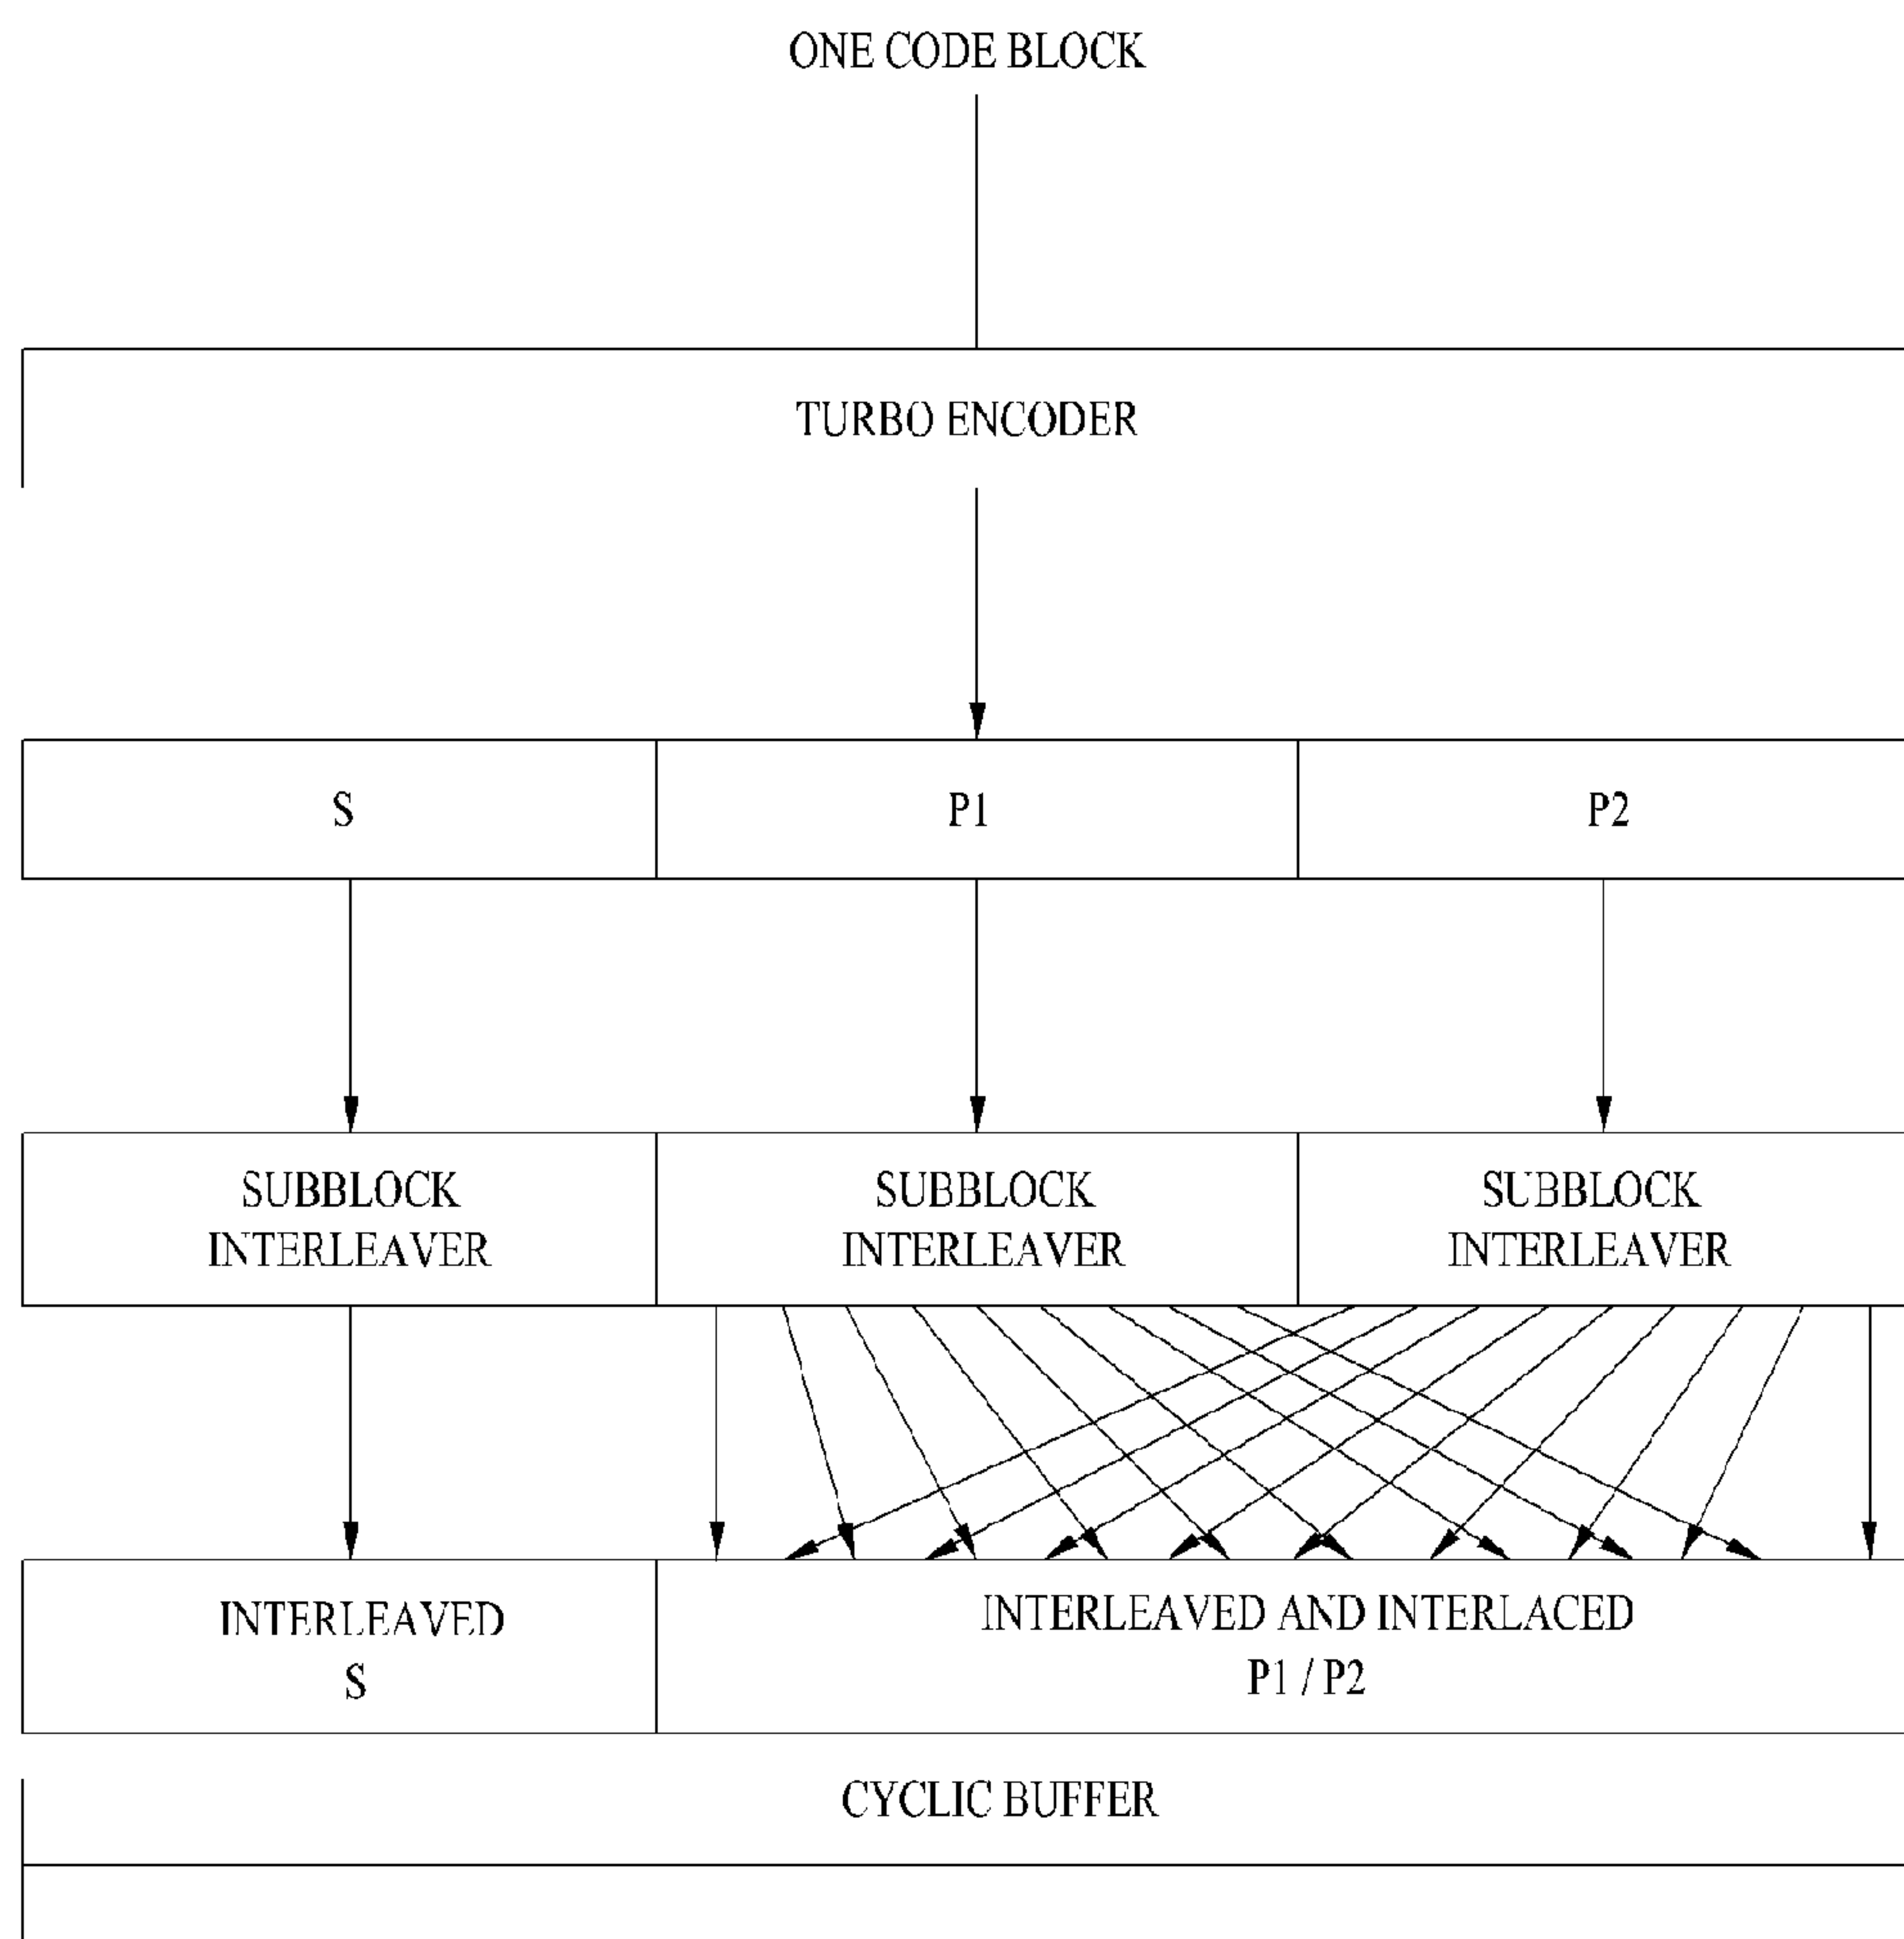 ONE CODE BLOCK
TURBO ENCODER
S
P1
P2
SUBBLOCK
INTERLEAVER
SUBBLOCK
INTERLEAVER
SUBBLOCK
INTERLEAVER
INTERLEAVED
S
INTERLEAVED AND INTERLACED
P1 / P2
CYCLIC BUFFER